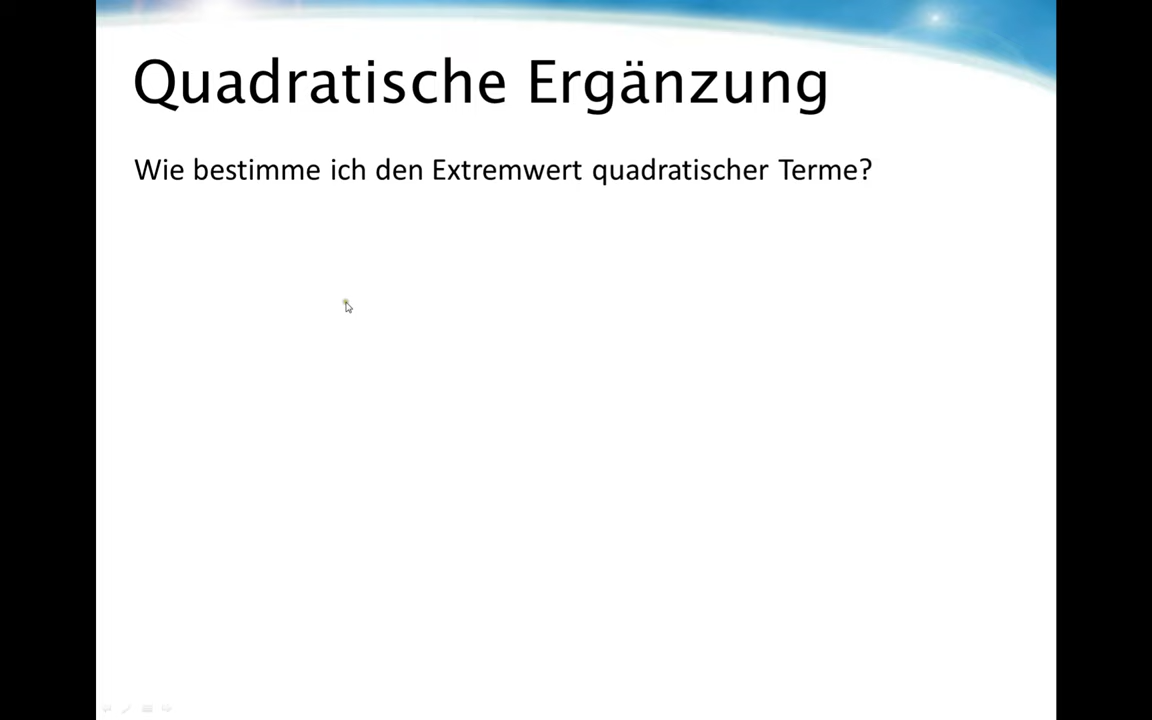 Quadratische Ergänzung
Wie bestimme ich den Extremwert quadratischer Terme?